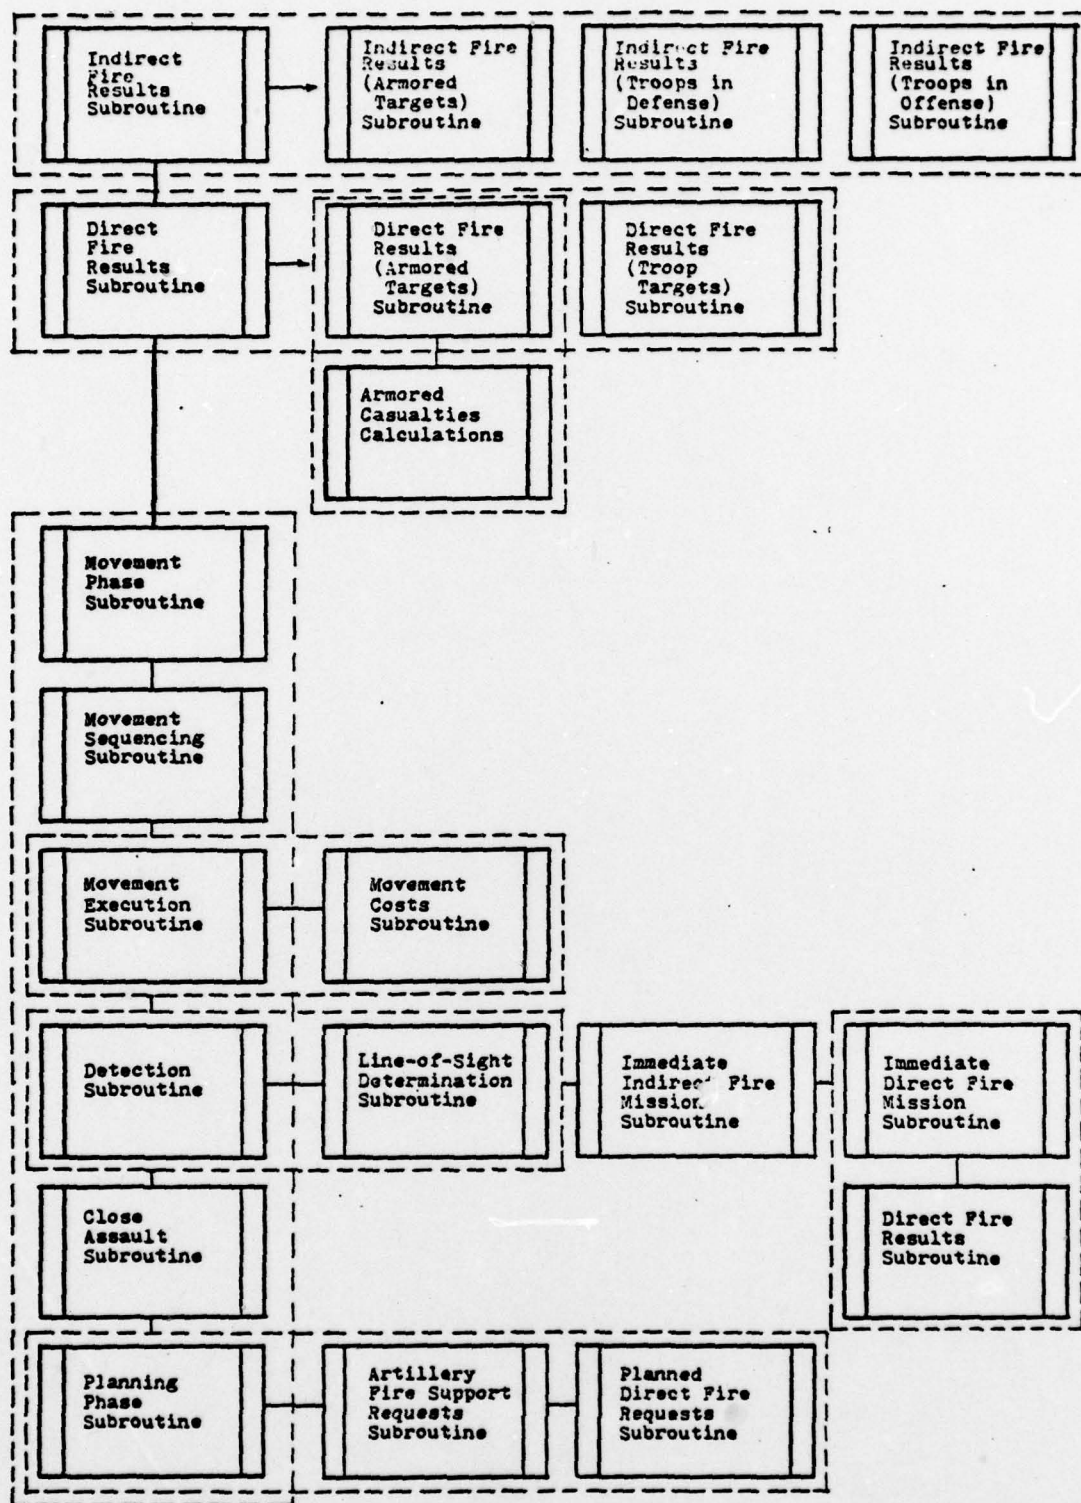 Indirect
Fire
Results
Subroutine
Indirect Fire
Results
(Armored
Targets)
Subroutine
Indirect Fire
Results
(Troops in
Defense)
Subroutine
Indirect Fire
Results
(Troops in
Offense)
Subroutine
Direct
Fire
Results
Subroutine
Direct Fire
Results
(Armored
Targets)
Subroutine
Direct Fire
Results
(Troop
Targets)
Subroutine
Armored
Casualties
Calculations
Movement
Phase
Subroutine
Movement
Sequencing
Subroutine
Movement
Execution
Subroutine
Movement
Costs
Subroutine
Detection
Subroutine
Line-of-Sight
Determination
Subroutine
Immediate
Indirect Fire
Mission
Subroutine
Immediate
Direct Fire
Mission
Subroutine
Close
Assault
Subroutine
Direct Fire
Results
Subroutine
Planning
Phase
Subroutine
Artillery
Fire Support
Requests
Subroutine
Planned
Direct Fire
Requests
Subroutine